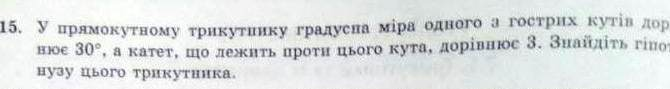 15. У прямокутному трикутнику градусна міра одного з гострих кутів дор
нює 30°, а катет, що лежить проти цього кута, дорівнює 3. Знайдіть гіпот
нузу цього трикутника.